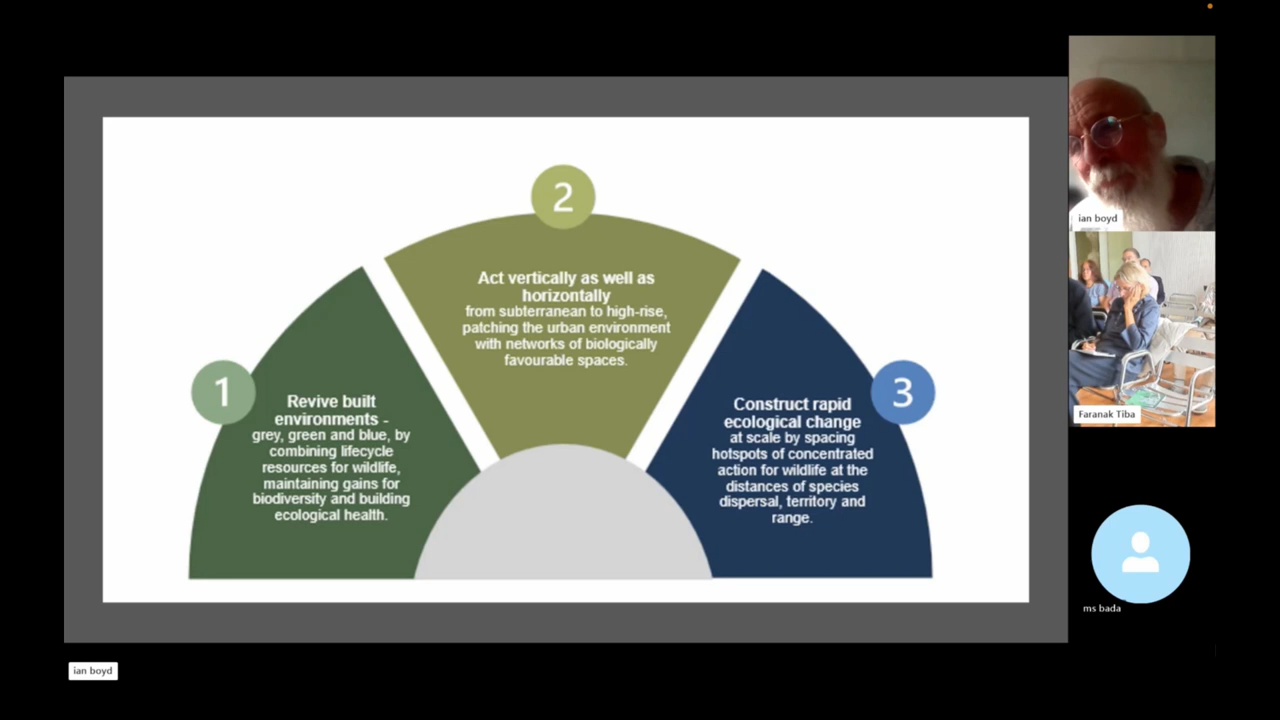 2
Act vertically as well as
horizontally
from subterranean to high-rise,
patching the urban environment
with networks of biologically
favourable spaces.
1
Revive built
environments -
grey, green and blue, by
combining lifecycle
resources for wildlife,
maintaining gains for
biodiversity and building
ecological health.
3
Construct rapid
ecological change
at scale by spacing
hotspots of concentrated
action for wildlife at the
distances of species
dispersal, territory and
range.
ian boyd
Faranak Tiba
ms bada
ian boyd